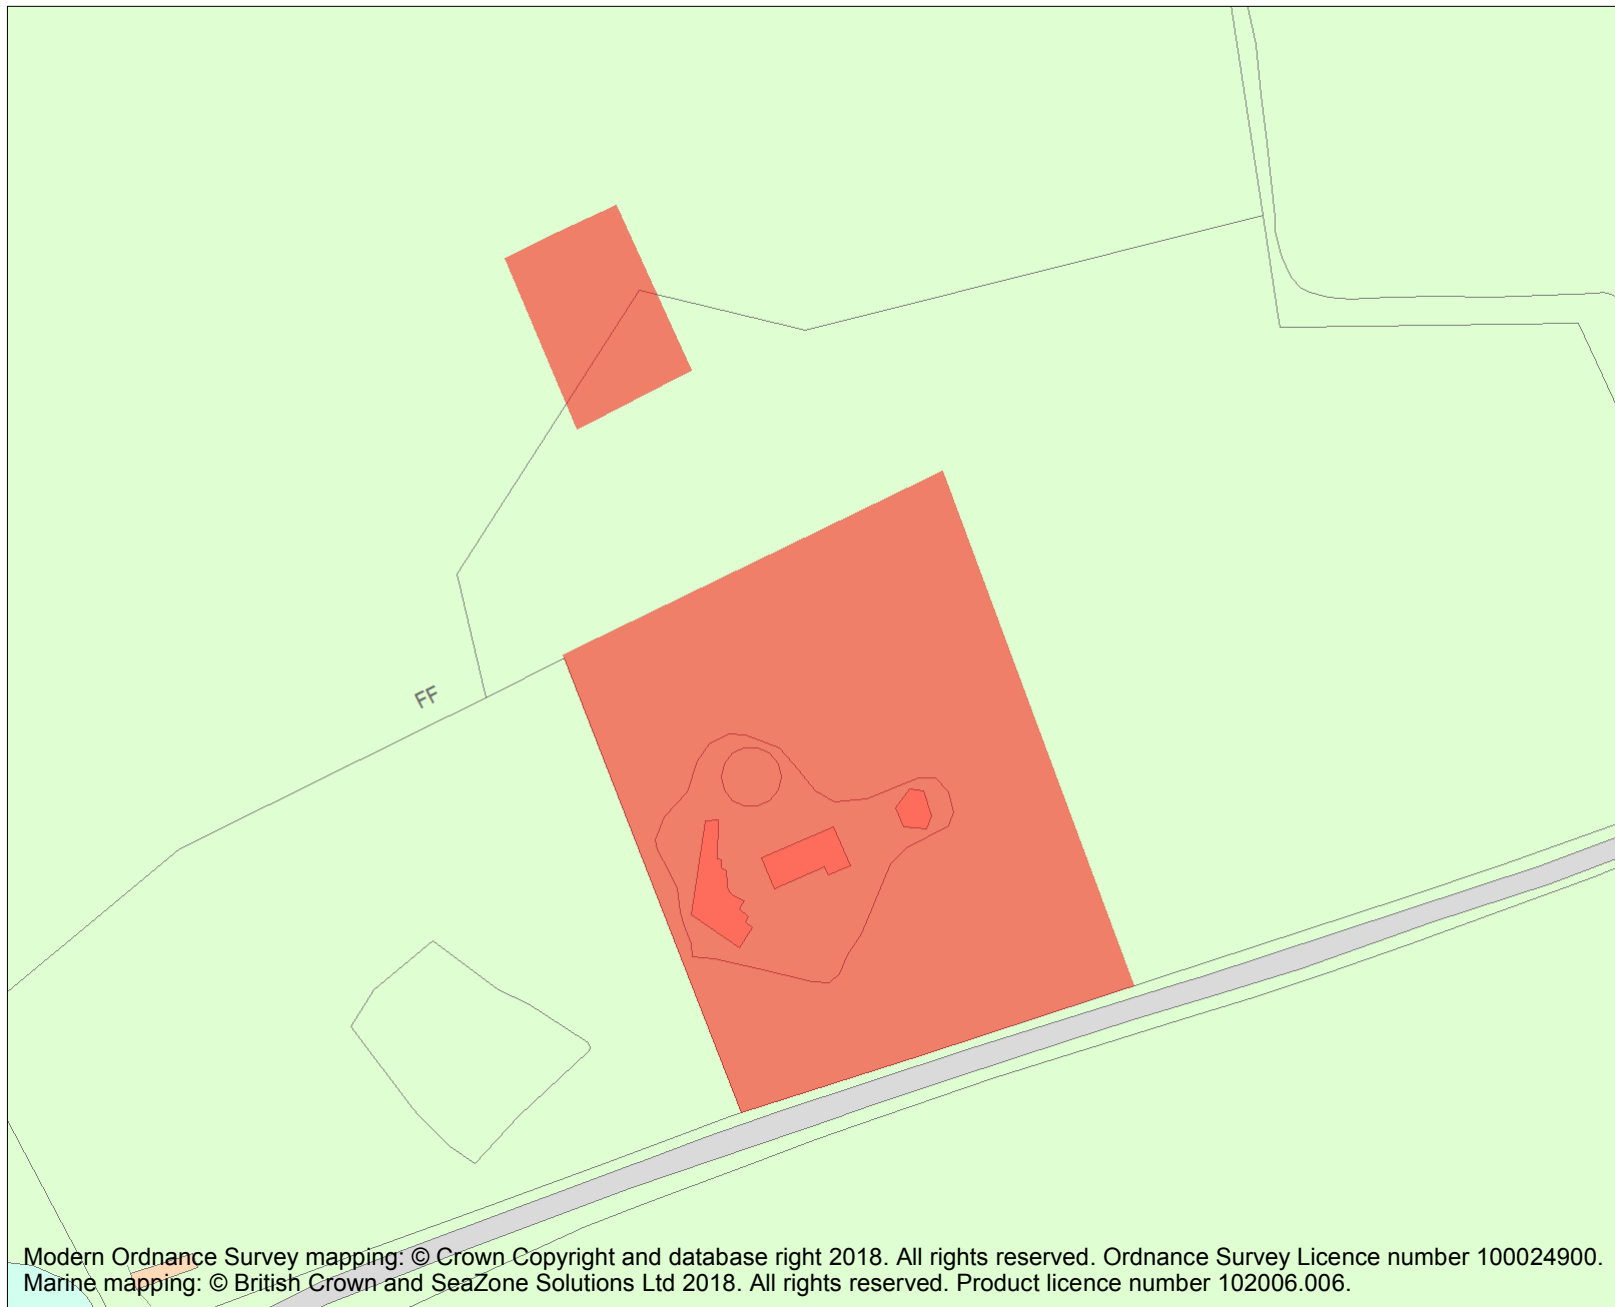 FF
Modern Ordnance Survey mapping: © Crown Copyright and database right 2018. All rights reserved. Ordnance Survey Licence number 100024900.
Marine mapping: © British Crown and SeaZone Solutions Ltd 2018. All rights reserved. Product licence number 102006.006.